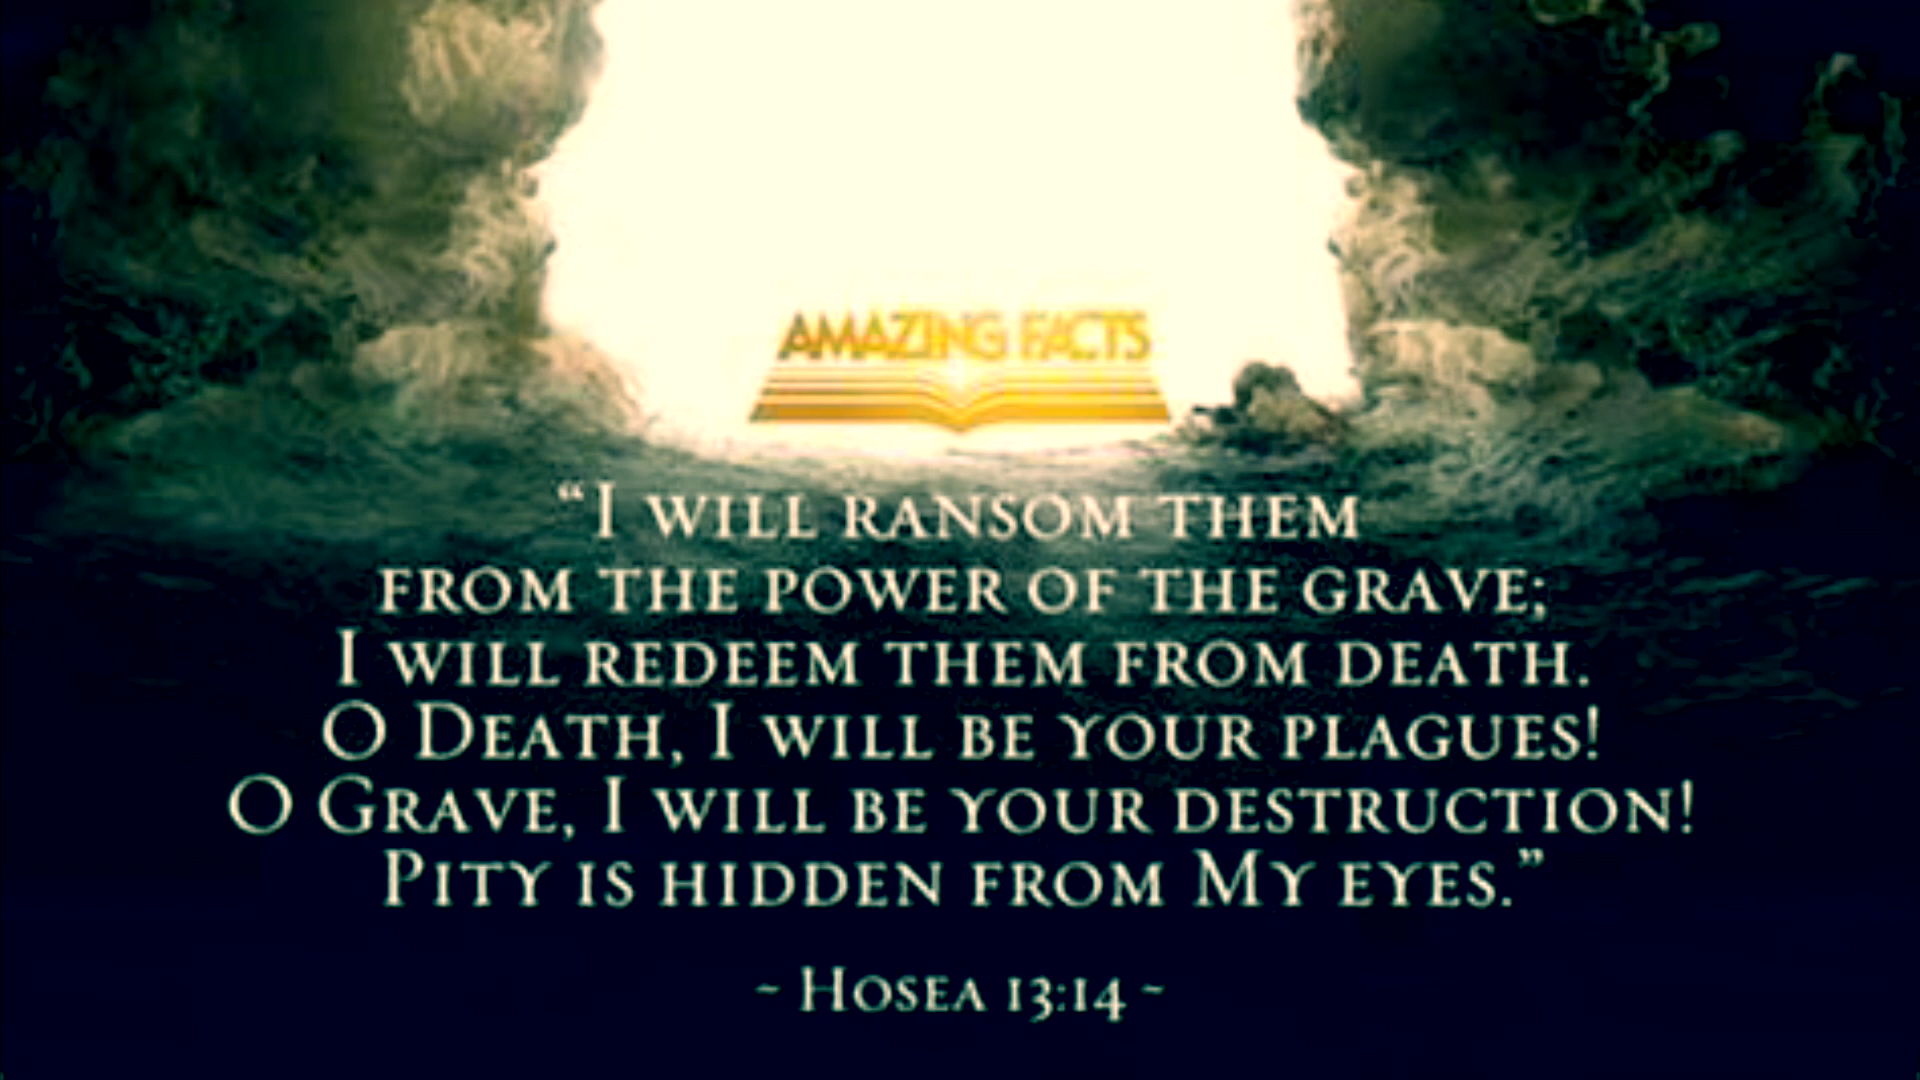 AMAZING FACTS
“I WILL RANSOM THEM
FROM THE POWER OF THE GRAVE;
I WILL REDEEM THEM FROM DEATH.
O DEATH, I WILL BE YOUR PLAGUES!
O GRAVE, I WILL BE YOUR DESTRUCTION!
PITY IS HIDDEN FROM MY EYES.”
~ HOSEA 13:14 ~